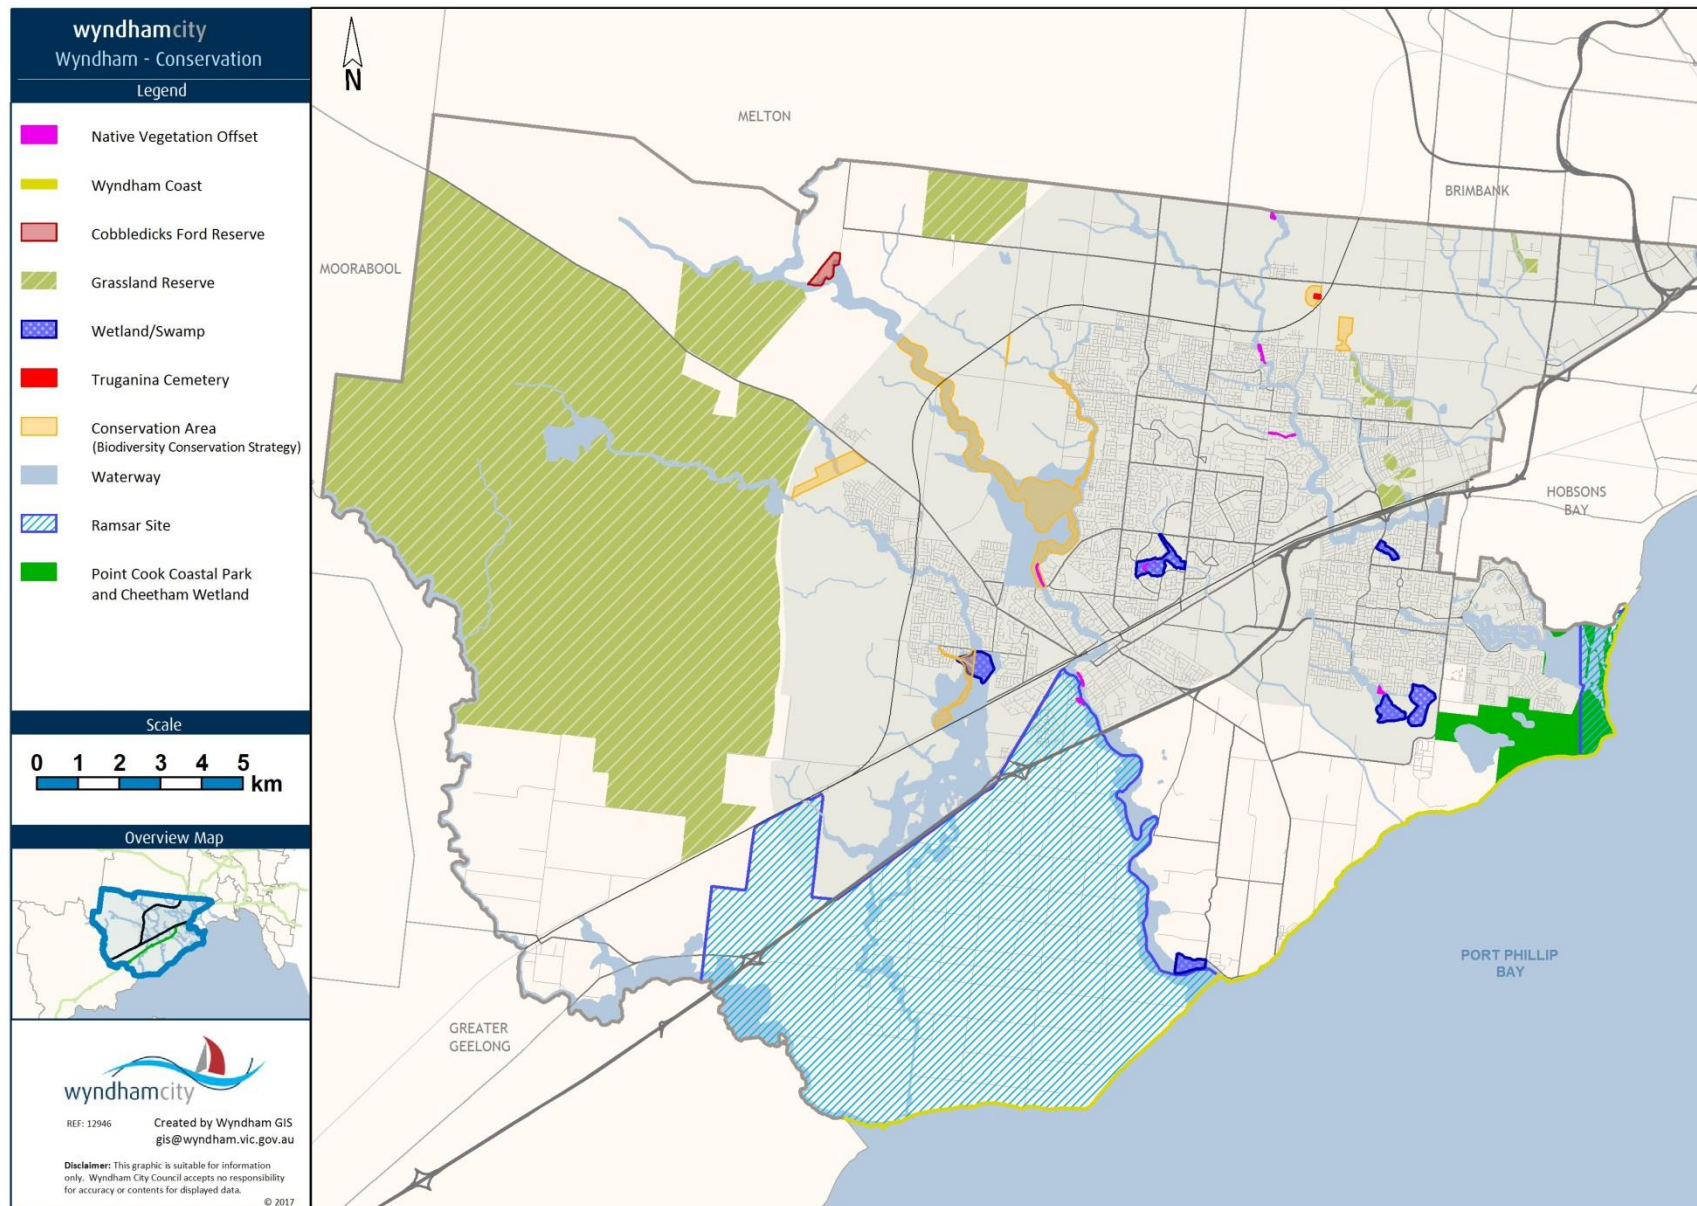 wyndhamcity
Wyndham - Conservation
Legend
Native Vegetation Offset
Wyndham Coast
Cobbledicks Ford Reserve
Grassland Reserve
Wetland/Swamp
Truganina Cemetery
Conservation Area
(Biodiversity Conservation Strategy)
Waterway
Ramsar Site
Point Cook Coastal Park
and Cheetham Wetland
Scale
0 1 2 3 4 5
km
Overview Map
wyndhamcity
REF: 12946
Created by Wyndham GIS
gis@wyndham.vic.gov.au
Disclaimer: This graphic is suitable for information
only. Wyndham City Council accepts no responsibility
for accuracy or contents for displayed data.
© 2017
N
MELTON
BRIMBANK
MOORABOOL
HOBSONS
BAY
PORT PHILLIP
BAY
GREATER
GEELONG